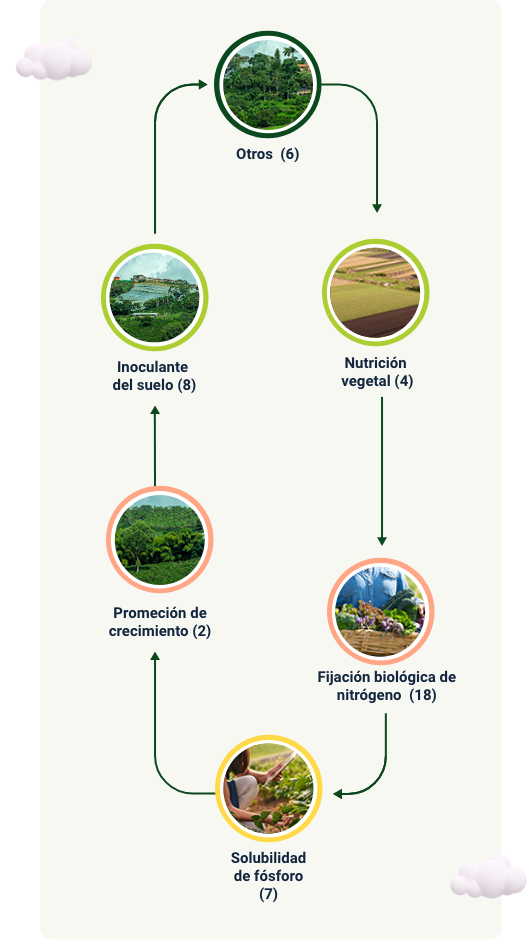 Otros (6)
Nutrición
vegetal (4)
Inoculante
del suelo (8)
Fijación biológica de
nitrógeno (18)
Promeción de
crecimiento (2)
Solubilidad
de fósforo
(7)